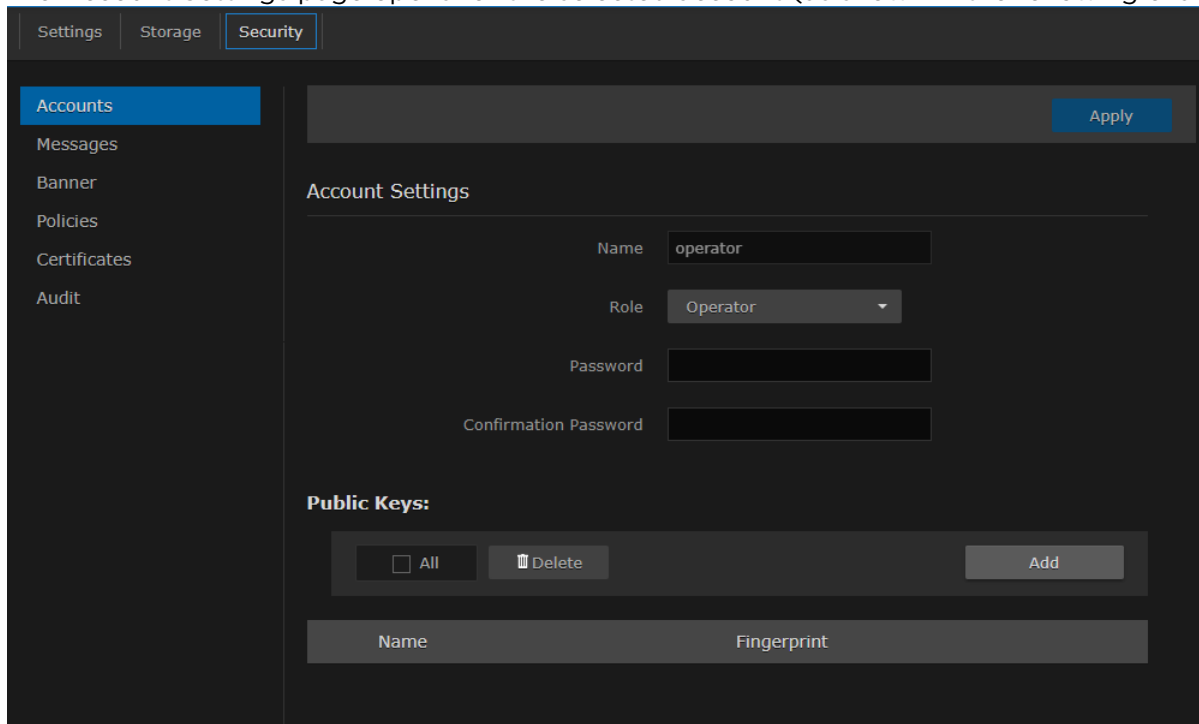 Settings Storage Security
Accounts
Messages
Banner
Policies
Certificates
Audit
Apply
Account Settings
Name operator
Role Operator
Password
Confirmation Password
Public Keys:
All Delete Add
Name Fingerprint